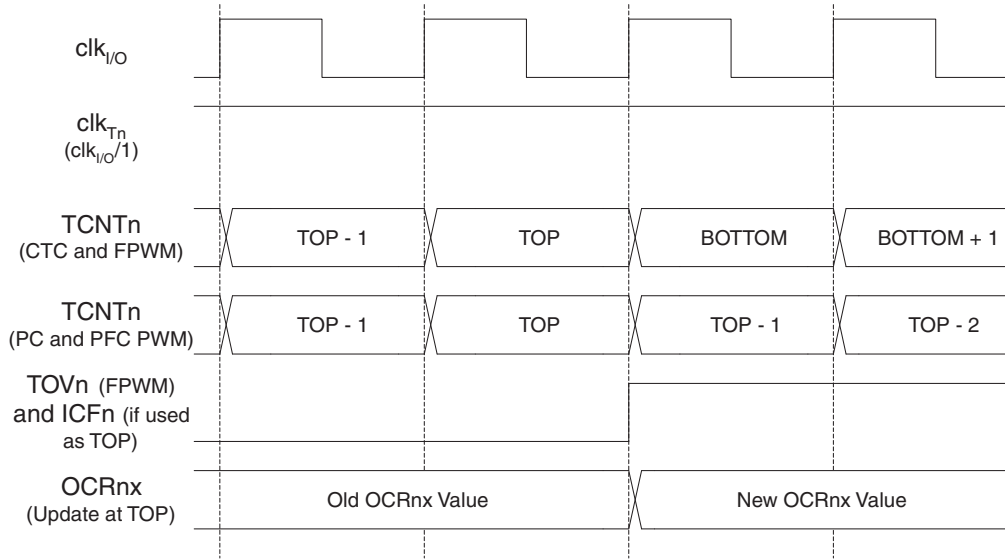 clkI/O
clkTn
(clkI/O/1)
TCNTn
(CTC and FPWM)
TOP - 1
TOP
BOTTOM
BOTTOM + 1
TCNTn
(PC and PFC PWM)
TOP - 1
TOP
TOP - 1
TOP - 2
TOVn (FPWM)
and ICFn (if used
as TOP)
OCRnx
(Update at TOP)
Old OCRnx Value
New OCRnx Value